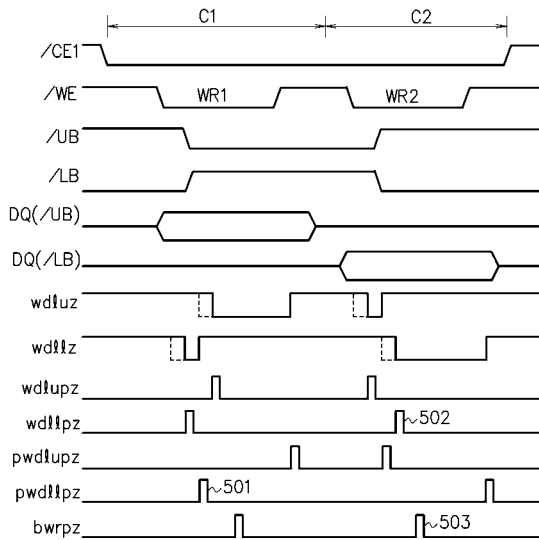 C1 C2
/CE1
/WE WR1 WR2
/UB
/LB
DQ(/UB)
DQ(/LB)
wdluz
wdllz
wdlupz
wdllpz 502
pwdlupz
pwdllpz 501
bwrpz 503